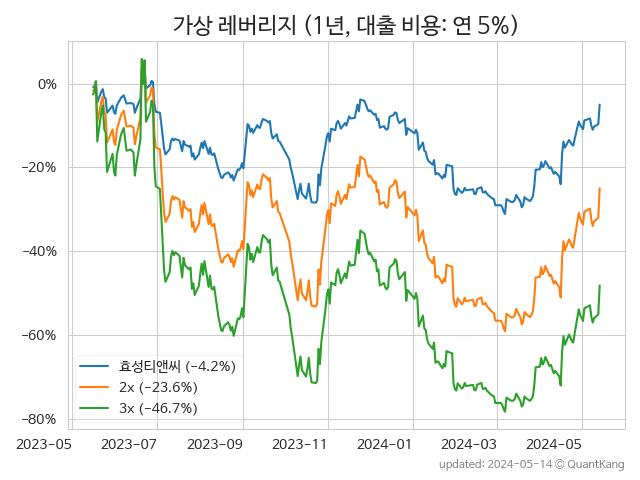 가상 레버리지 (1년, 대출 비용: 연 5%)
0%
−20%
−40%
−60%
−80%
효성티앤씨 (−4.2%)
2x (−23.6%)
3x (−46.7%)
2023−05 2023−07 2023−09 2023−11 2024−01 2024−03 2024−05
updated: 2024−05−14 © QuantKang